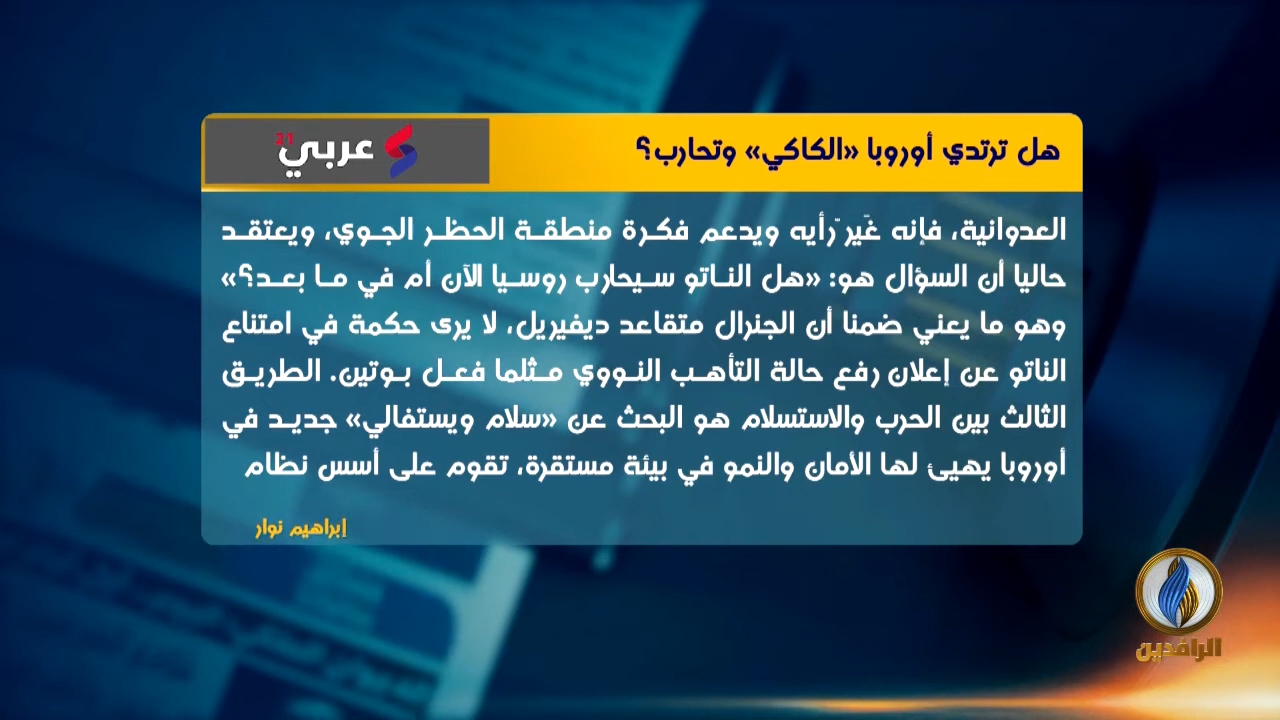 هل ترتدي أوروبا «الكاكي» وتحارب؟
عربي 21
العدوانية، فإنه غَيرّ رأيه ويدعم فكرة منطقة الحظر الجوي، ويعتقد
حاليا أن السؤال هو: «هل الناتو سيحارب روسيا الآن أم في ما بعد؟»
وهو ما يعني ضمنا أن الجنرال متقاعد ديفيريل، لا يرى حكمة في امتناع
الناتو عن إعلان رفع حالة التأهب النووي مثلما فعل بوتين. الطريق
الثالث بين الحرب والاستسلام هو البحث عن «سلام ويستفالي» جديد في
أوروبا يهيئ لها الأمان والنمو في بيئة مستقرة، تقوم على أسس نظام
إبراهيم نوار
الرافدين